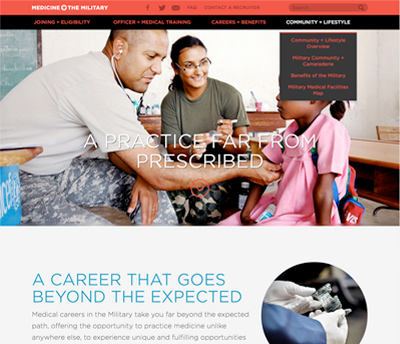 MEDICINE THE MILITARY
FAQ CONTACT A RECRUITER SEARCH
JOINING + ELIGIBILITY OFFICER + MEDICAL TRAINING CAREERS + BENEFITS COMMUNITY + LIFESTYLE
Community + Lifestyle
Overview
Military Community +
Camaraderie
Benefits of the Military
Military Medical Facilities
Map
A PRACTICE FAR FROM
PRESCRIBED
A CAREER THAT GOES
BEYOND THE EXPECTED
Medical careers in the Military take you far beyond the expected
path, offering the opportunity to practice medicine unlike
anywhere else, to experience unique and fulfilling opportunities